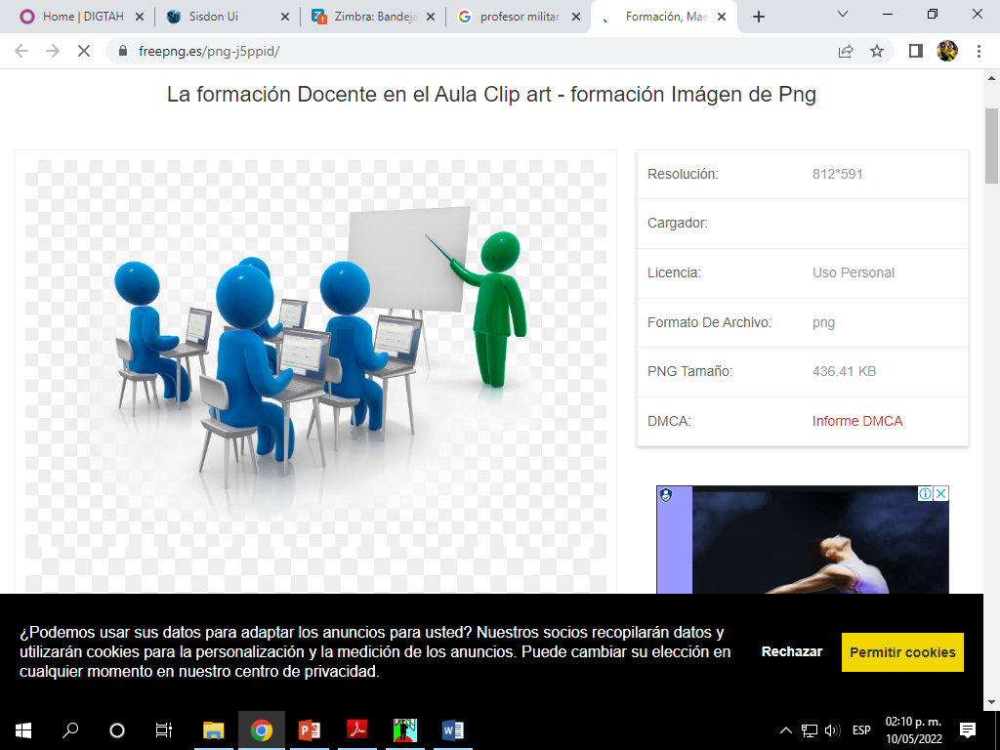 Home | DIGTAH
Sisdon Ui
Zimbra: Bandeja
profesor militar
Formación, Mae
freepng.es/png-j5ppid/
La formación Docente en el Aula Clip art - formación Imágen de Png
Resolución: 812*591
Cargador:
Licencia: Uso Personal
Formato De Archivo: png
PNG Tamaño: 436.41 KB
DMCA: Informe DMCA
¿Podemos usar sus datos para adaptar los anuncios para usted? Nuestros socios recopilarán datos y
utilizarán cookies para la personalización y la medición de los anuncios. Puede cambiar su elección en
cualquier momento en nuestro centro de privacidad.
Rechazar
Permitir cookies
ESP
02:10 p. m.
10/05/2022